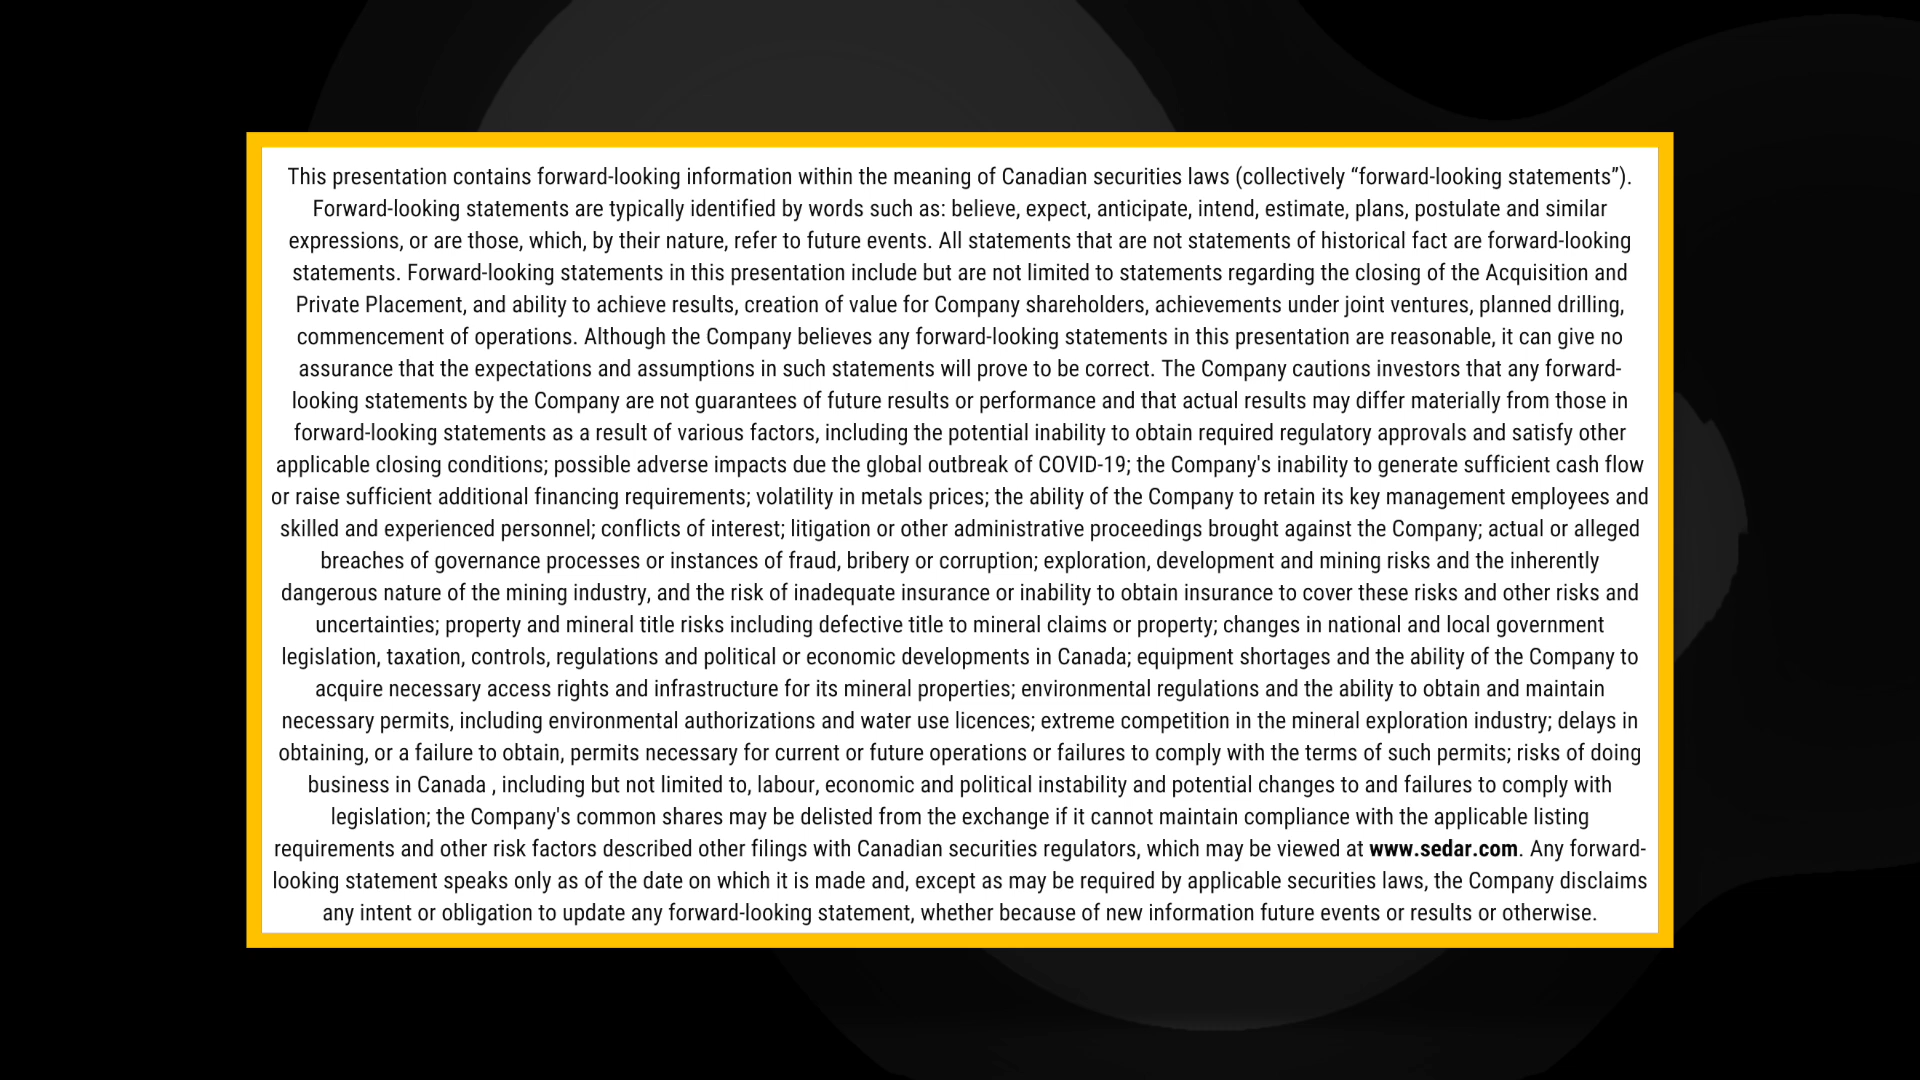 This presentation contains forward-looking information within the meaning of Canadian securities laws (collectively “forward-looking statements”).
Forward-looking statements are typically identified by words such as: believe, expect, anticipate, intend, estimate, plans, postulate and similar
expressions, or are those, which, by their nature, refer to future events. All statements that are not statements of historical fact are forward-looking
statements. Forward-looking statements in this presentation include but are not limited to statements regarding the closing of the Acquisition and
Private Placement, and ability to achieve results, creation of value for Company shareholders, achievements under joint ventures, planned drilling,
commencement of operations. Although the Company believes any forward-looking statements in this presentation are reasonable, it can give no
assurance that the expectations and assumptions in such statements will prove to be correct. The Company cautions investors that any forward-
looking statements by the Company are not guarantees of future results or performance and that actual results may differ materially from those in
forward-looking statements as a result of various factors, including the potential inability to obtain required regulatory approvals and satisfy other
applicable closing conditions; possible adverse impacts due the global outbreak of COVID-19; the Company's inability to generate sufficient cash flow
or raise sufficient additional financing requirements; volatility in metals prices; the ability of the Company to retain its key management employees and
skilled and experienced personnel; conflicts of interest; litigation or other administrative proceedings brought against the Company; actual or alleged
breaches of governance processes or instances of fraud, bribery or corruption; exploration, development and mining risks and the inherently
dangerous nature of the mining industry, and the risk of inadequate insurance or inability to obtain insurance to cover these risks and other risks and
uncertainties; property and mineral title risks including defective title to mineral claims or property; changes in national and local government
legislation, taxation, controls, regulations and political or economic developments in Canada; equipment shortages and the ability of the Company to
acquire necessary access rights and infrastructure for its mineral properties; environmental regulations and the ability to obtain and maintain
necessary permits, including environmental authorizations and water use licences; extreme competition in the mineral exploration industry; delays in
obtaining, or a failure to obtain, permits necessary for current or future operations or failures to comply with the terms of such permits; risks of doing
business in Canada , including but not limited to, labour, economic and political instability and potential changes to and failures to comply with
legislation; the Company's common shares may be delisted from the exchange if it cannot maintain compliance with the applicable listing
requirements and other risk factors described other filings with Canadian securities regulators, which may be viewed at www.sedar.com. Any forward-
looking statement speaks only as of the date on which it is made and, except as may be required by applicable securities laws, the Company disclaims
any intent or obligation to update any forward-looking statement, whether because of new information future events or results or otherwise.